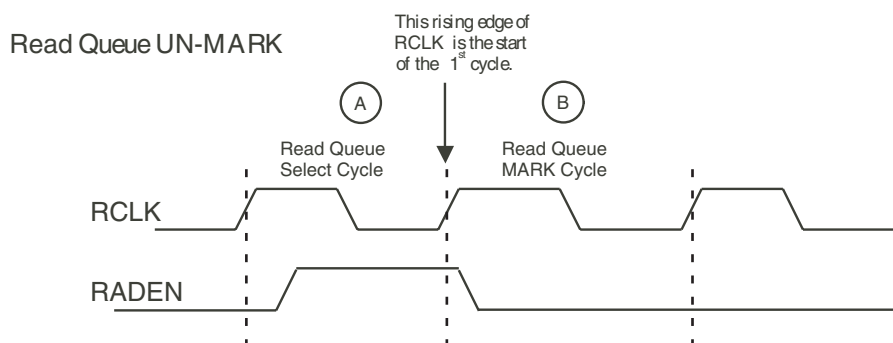 Read Queue UN-MARK
This rising edge of
RCLK is the start
of the 1st cycle.
A
B
Read Queue
Select Cycle
Read Queue
MARK Cycle
RCLK
RADEN